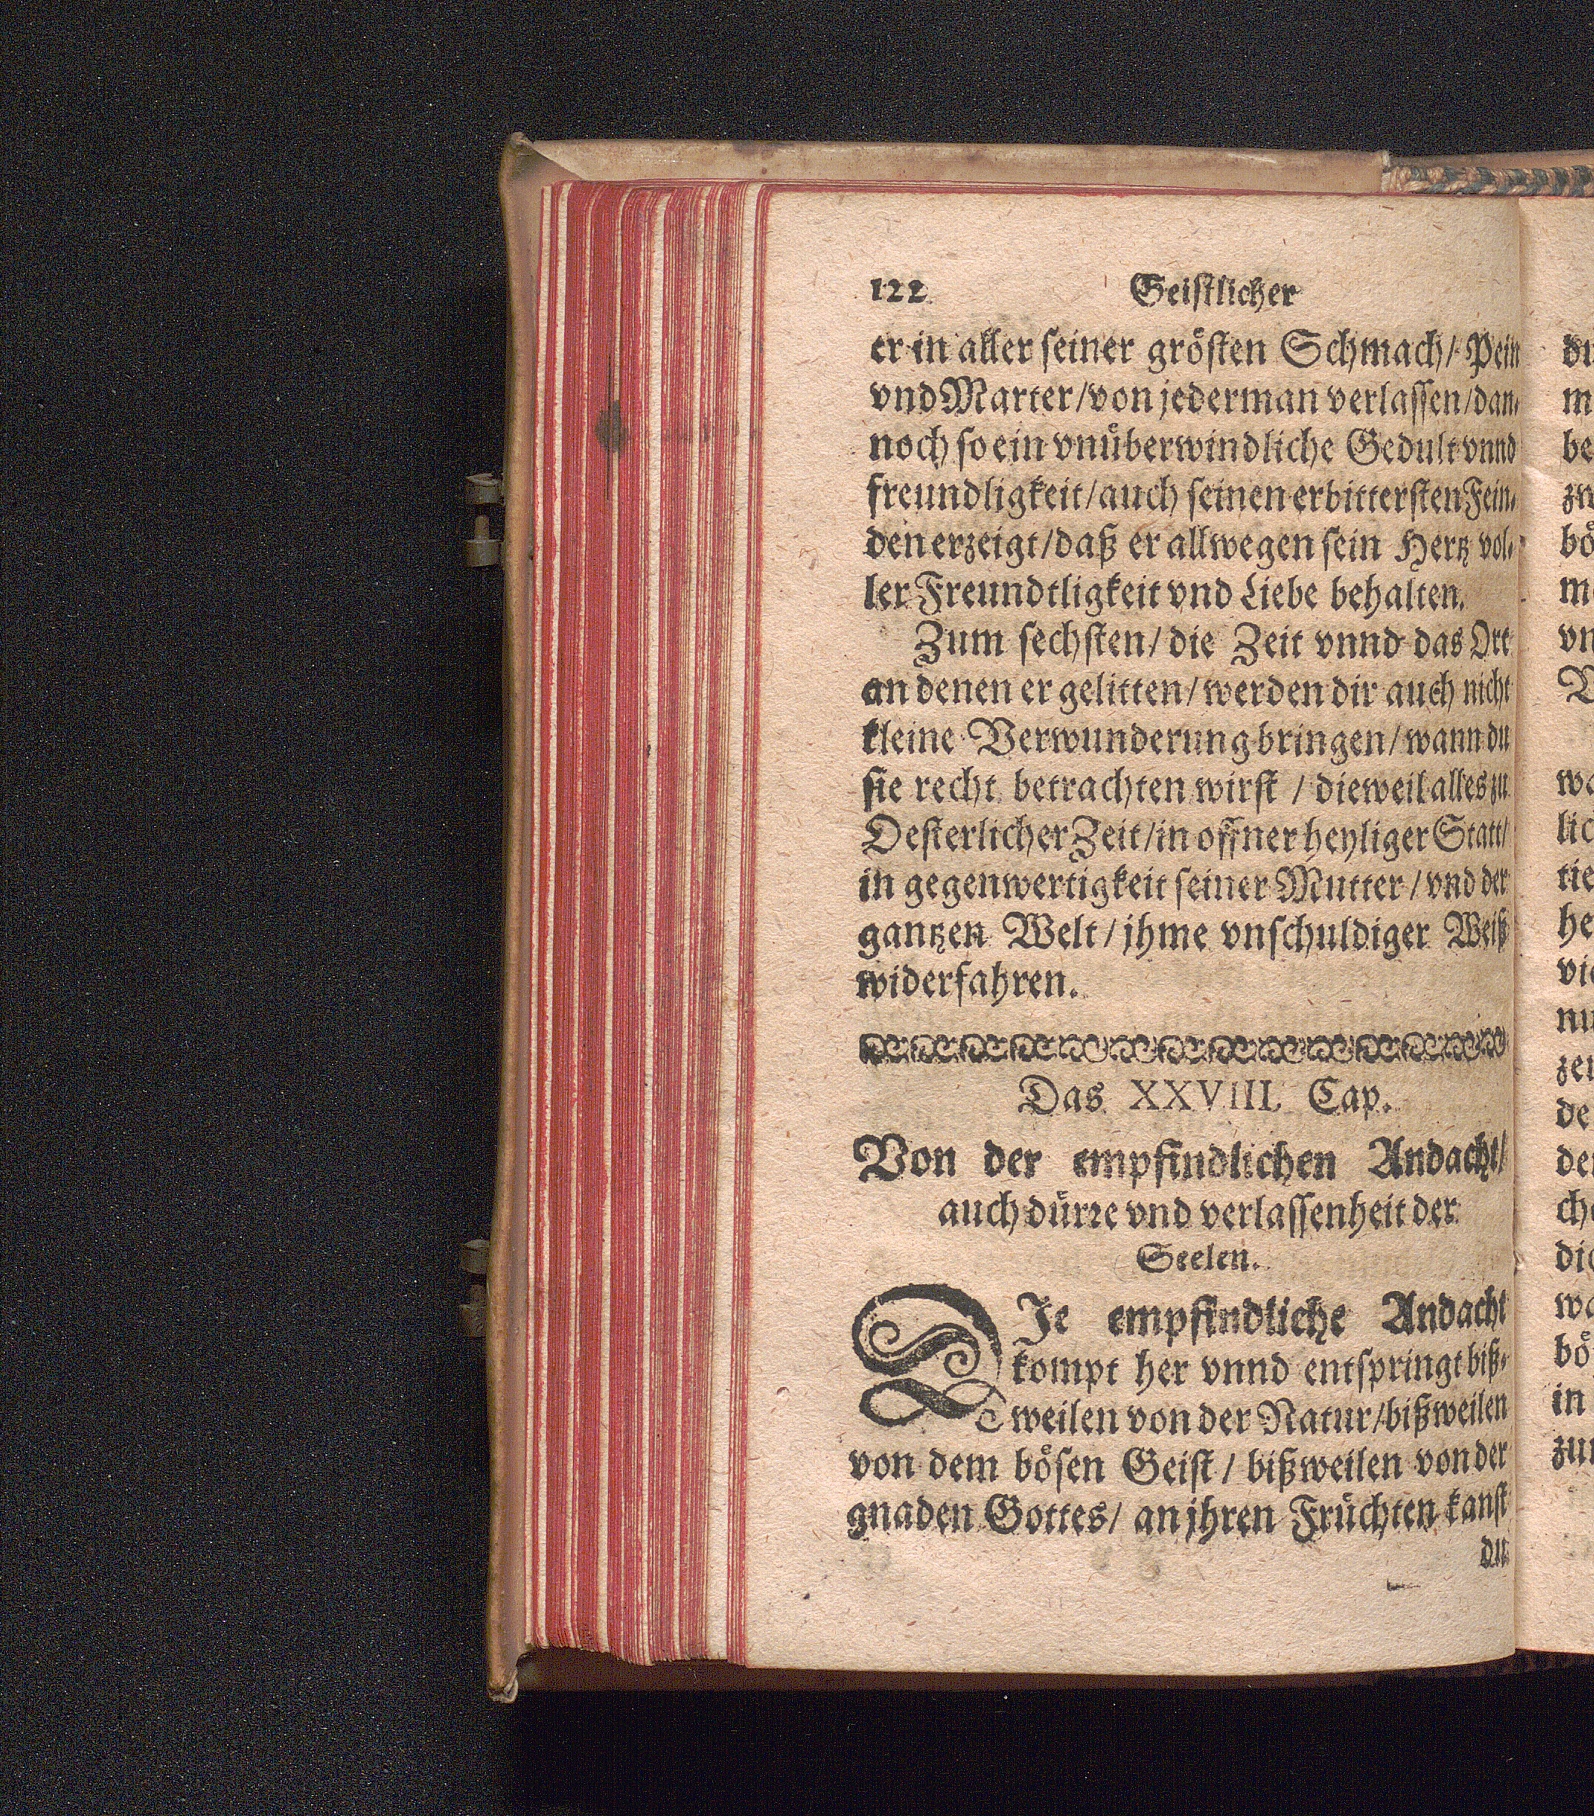 122 Geistlicher
er in aller seiner grösten Schmach/ Pein
vnd Marter/von jederman verlassen/dan-
noch so ein vnüberwindliche Gedult vnnd
freundligkeit/auch seinen erbittersten Fein-
den erzeigt/daß er allwegen sein Hertz vol-
ler Freundtligkeit vnd Liebe behalten.
Zum sechsten/ die Zeit vnnd das Ort
an denen er gelitten/ werden dir auch nicht
kleine Verwunderung bringen/ wann du
sie recht betrachten wirst / dieweil alles zu
Oesterlicher Zeit/in offner heyliger Statt/
in gegenwertigkeit seiner Mutter / vnd der
gantzen Welt / jhme vnschuldiger Weiß
widerfahren.
Das XXVIII. Cap.
Von der empfindlichen Andacht/
auch dürre vnd verlassenheit der
Seelen.
DJe empfindliche Andacht
kompt her vnnd entspringt biß-
weilen von der Natur/bißweilen
von dem bösen Geist / bißweilen von der
gnaden Gottes/ an jhren Früchten kanst
du